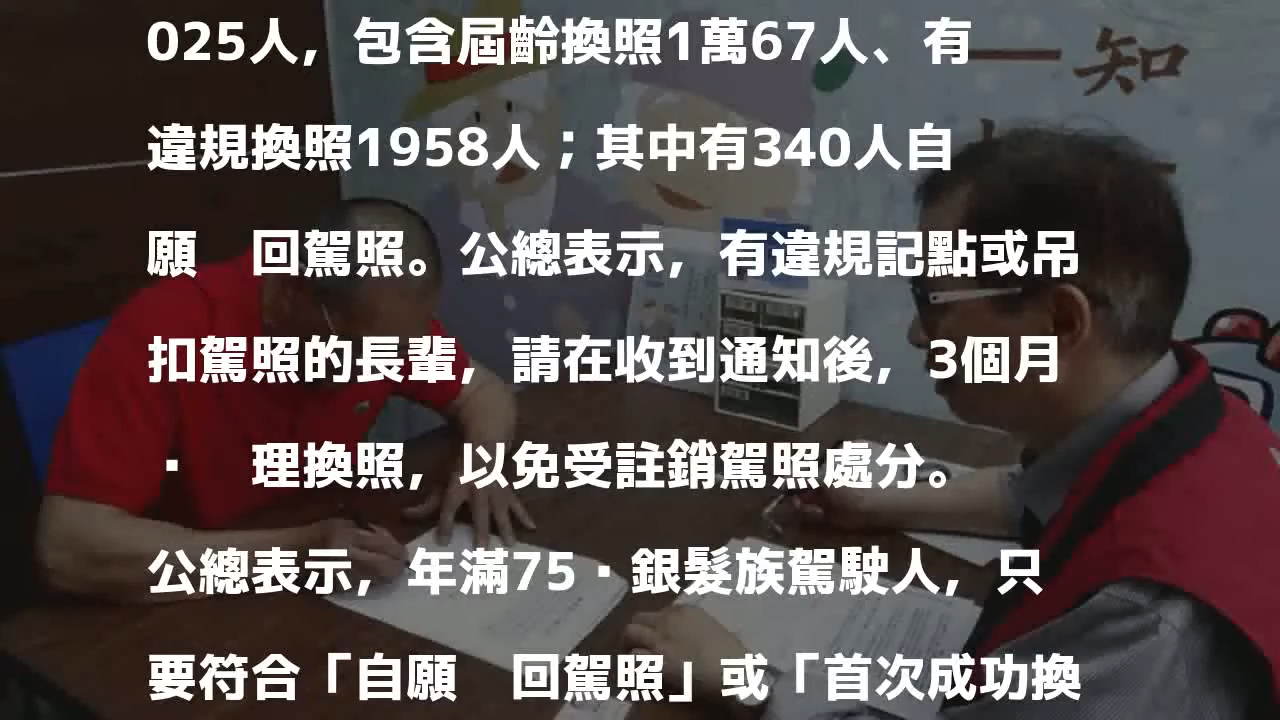 025人，包含屆齡換照1萬67人、有
違規換照1958人；其中有340人自
願　回駕照。公總表示，有違規記點或吊
扣駕照的長輩，請在收到通知後，3個月
·　理換照，以免受註銷駕照處分。
公總表示，年滿75·銀髮族駕駛人，只
要符合「自願　回駕照」或「首次成功換
知